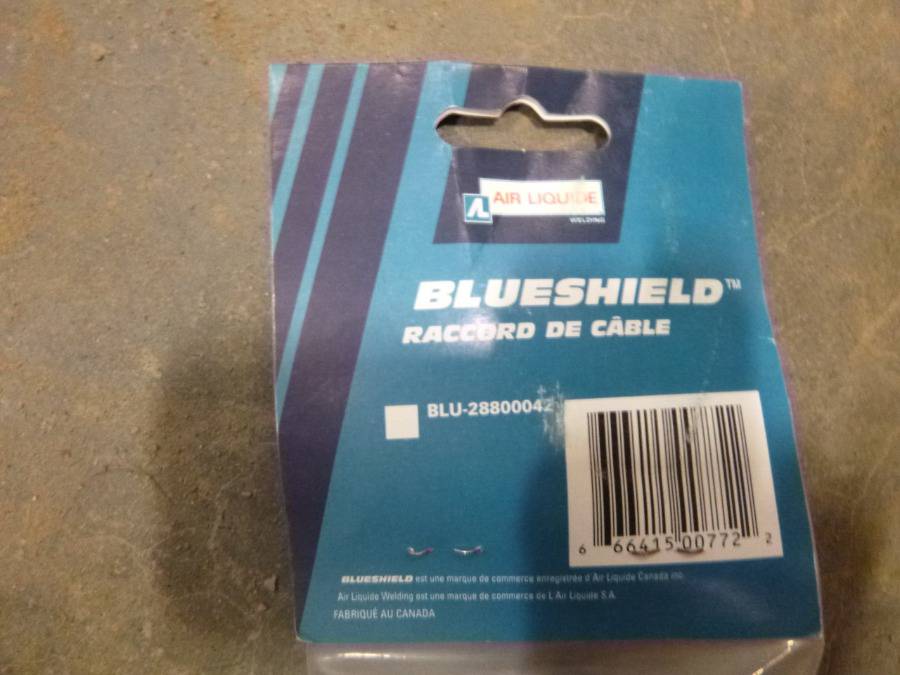 AL AIR LIQUIDE
WELDING
BLUESHIELD™
RACCORD DE CÂBLE
BLU-28800042
6 66415 00772 2
BLUESHIELD est une marque de commerce enregistrée d'Air Liquide Canada inc.
Air Liquide Welding est une marque de commerce de L'Air Liquide S.A.
FABRIQUÉ AU CANADA